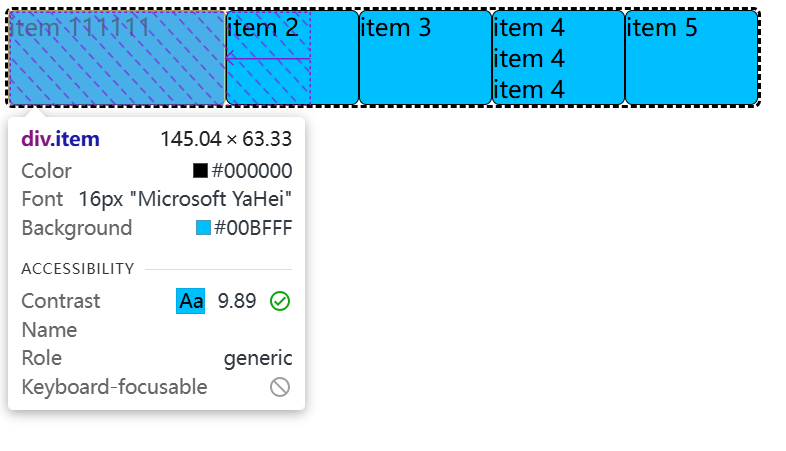 item 111111
item 2
item 3
item 4
item 5
item 4
item 4
div.item 145.04 × 63.33
Color #000000
Font 16px "Microsoft YaHei"
Background #00BFFF
ACCESSIBILITY
Contrast Aa 9.89
Name
Role generic
Keyboard-focusable